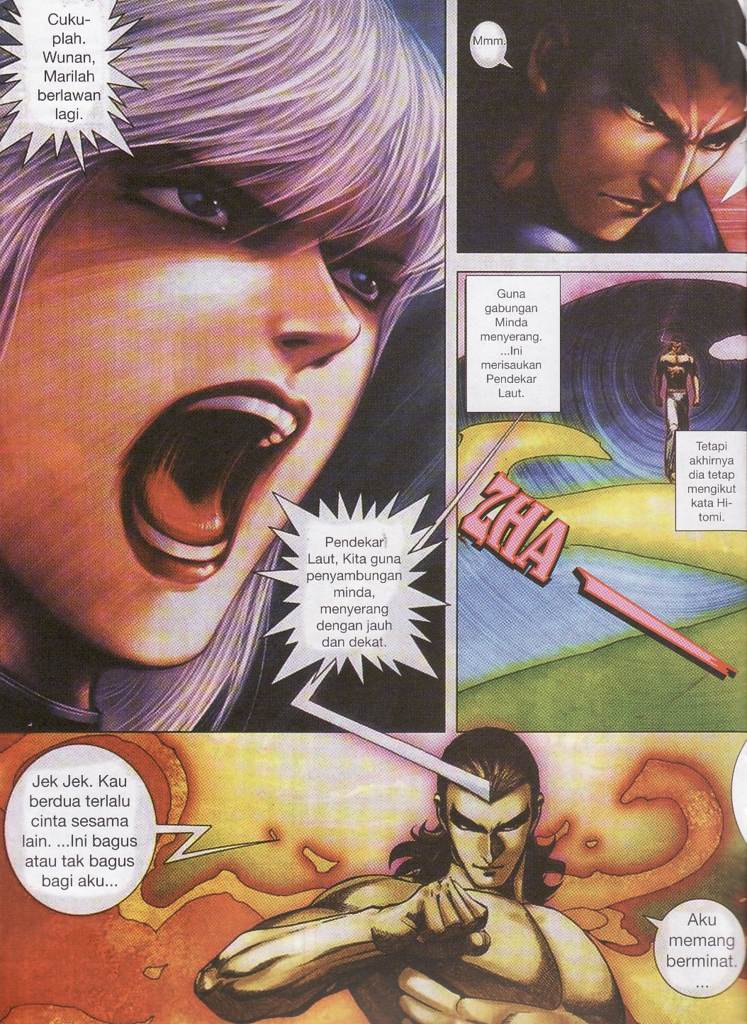 Cuku-
plah.
Wunan,
Marilah
berlawan
lagi.
Mmm.
Guna
gabungan
Minda
menyerang.
...Ini
merisaukan
Pendekar
Laut.
Tetapi
akhirnya
dia tetap
mengikut
kata Hi-
tomi.
ZHA
Pendekar
Laut, Kita guna
penyambungan
minda,
menyerang
dengan jauh
dan dekat.
Jek Jek. Kau
berdua terlalu
cinta sesama
lain. ...Ini bagus
atau tak bagus
bagi aku...
Aku
memang
berminat.
...